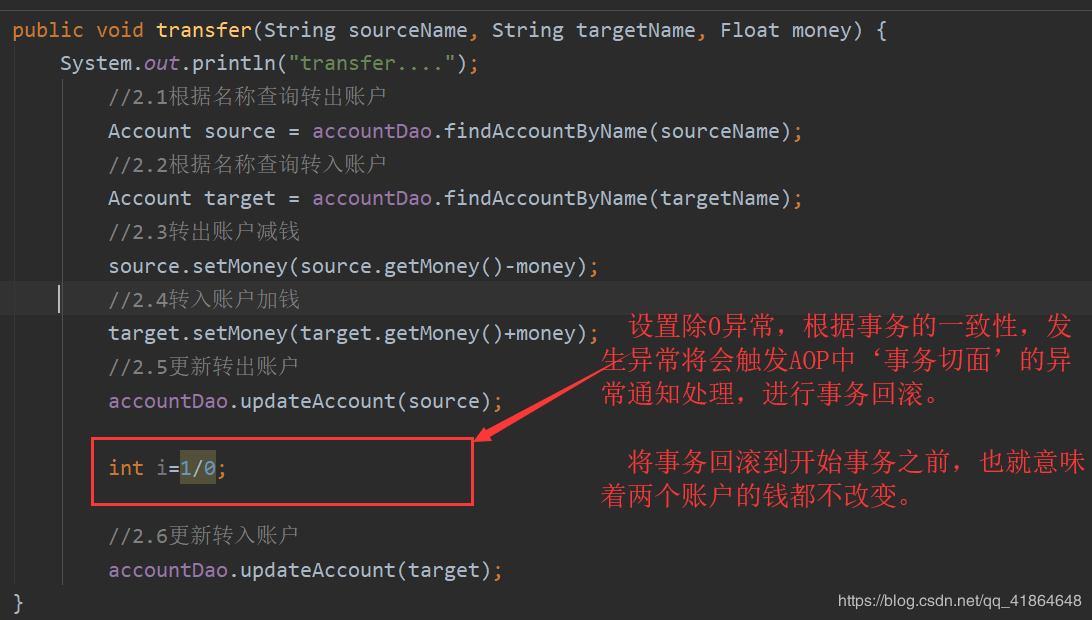 public void transfer(String sourceName, String targetName, Float money) {
System.out.println("transfer....");
//2.1根据名称查询转出账户
Account source = accountDao.findAccountByName(sourceName);
//2.2根据名称查询转入账户
Account target = accountDao.findAccountByName(targetName);
//2.3转出账户减钱
source.setMoney(source.getMoney()-money);
//2.4转入账户加钱
target.setMoney(target.getMoney()+money);
//2.5更新转出账户
accountDao.updateAccount(source);
int i=1/0;
//2.6更新转入账户
accountDao.updateAccount(target);
}
设置除0异常，根据事务的一致性，发
生异常将会触发AOP中‘事务切面’的异
常通知处理，进行事务回滚。
将事务回滚到开始事务之前，也就意味
着两个账户的钱都不改变。
https://blog.csdn.net/qq_41864648